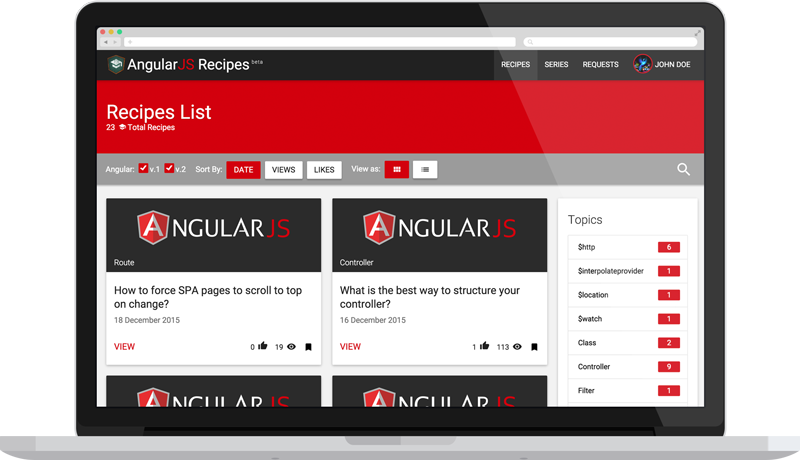 AngularJS Recipes beta
RECIPES SERIES REQUESTS JOHN DOE
Recipes List
23 Total Recipes
Angular: v.1 v.2 Sort By: DATE VIEWS LIKES View as:
ANGULARJS
Route
How to force SPA pages to scroll to top
on change?
18 December 2015
VIEW 0 19
ANGULARJS
Controller
What is the best way to structure your
controller?
16 December 2015
VIEW 1 113
Topics
$http 6
$interpolateprovider 1
$location 1
$watch 1
Class 2
Controller 9
Filter 1
ANGULARJS
ANGULARJS